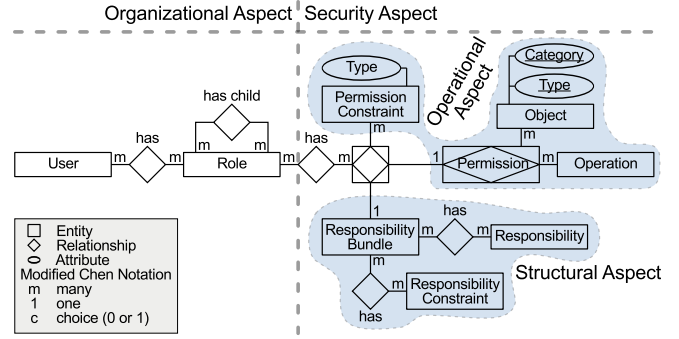 Organizational Aspect
Security Aspect
Type
Permission
Constraint
Operational
Aspect
Category
Type
Object
has child
m
m
m
m
has
has
User
m
m
Role
m
m
1
Permission
m
Operation
1
Responsibility
Bundle
m
has
m
Responsibility
m
m
Responsibility
Constraint
has
Structural Aspect
Entity
Relationship
Attribute
Modified Chen Notation
m many
1 one
c choice (0 or 1)